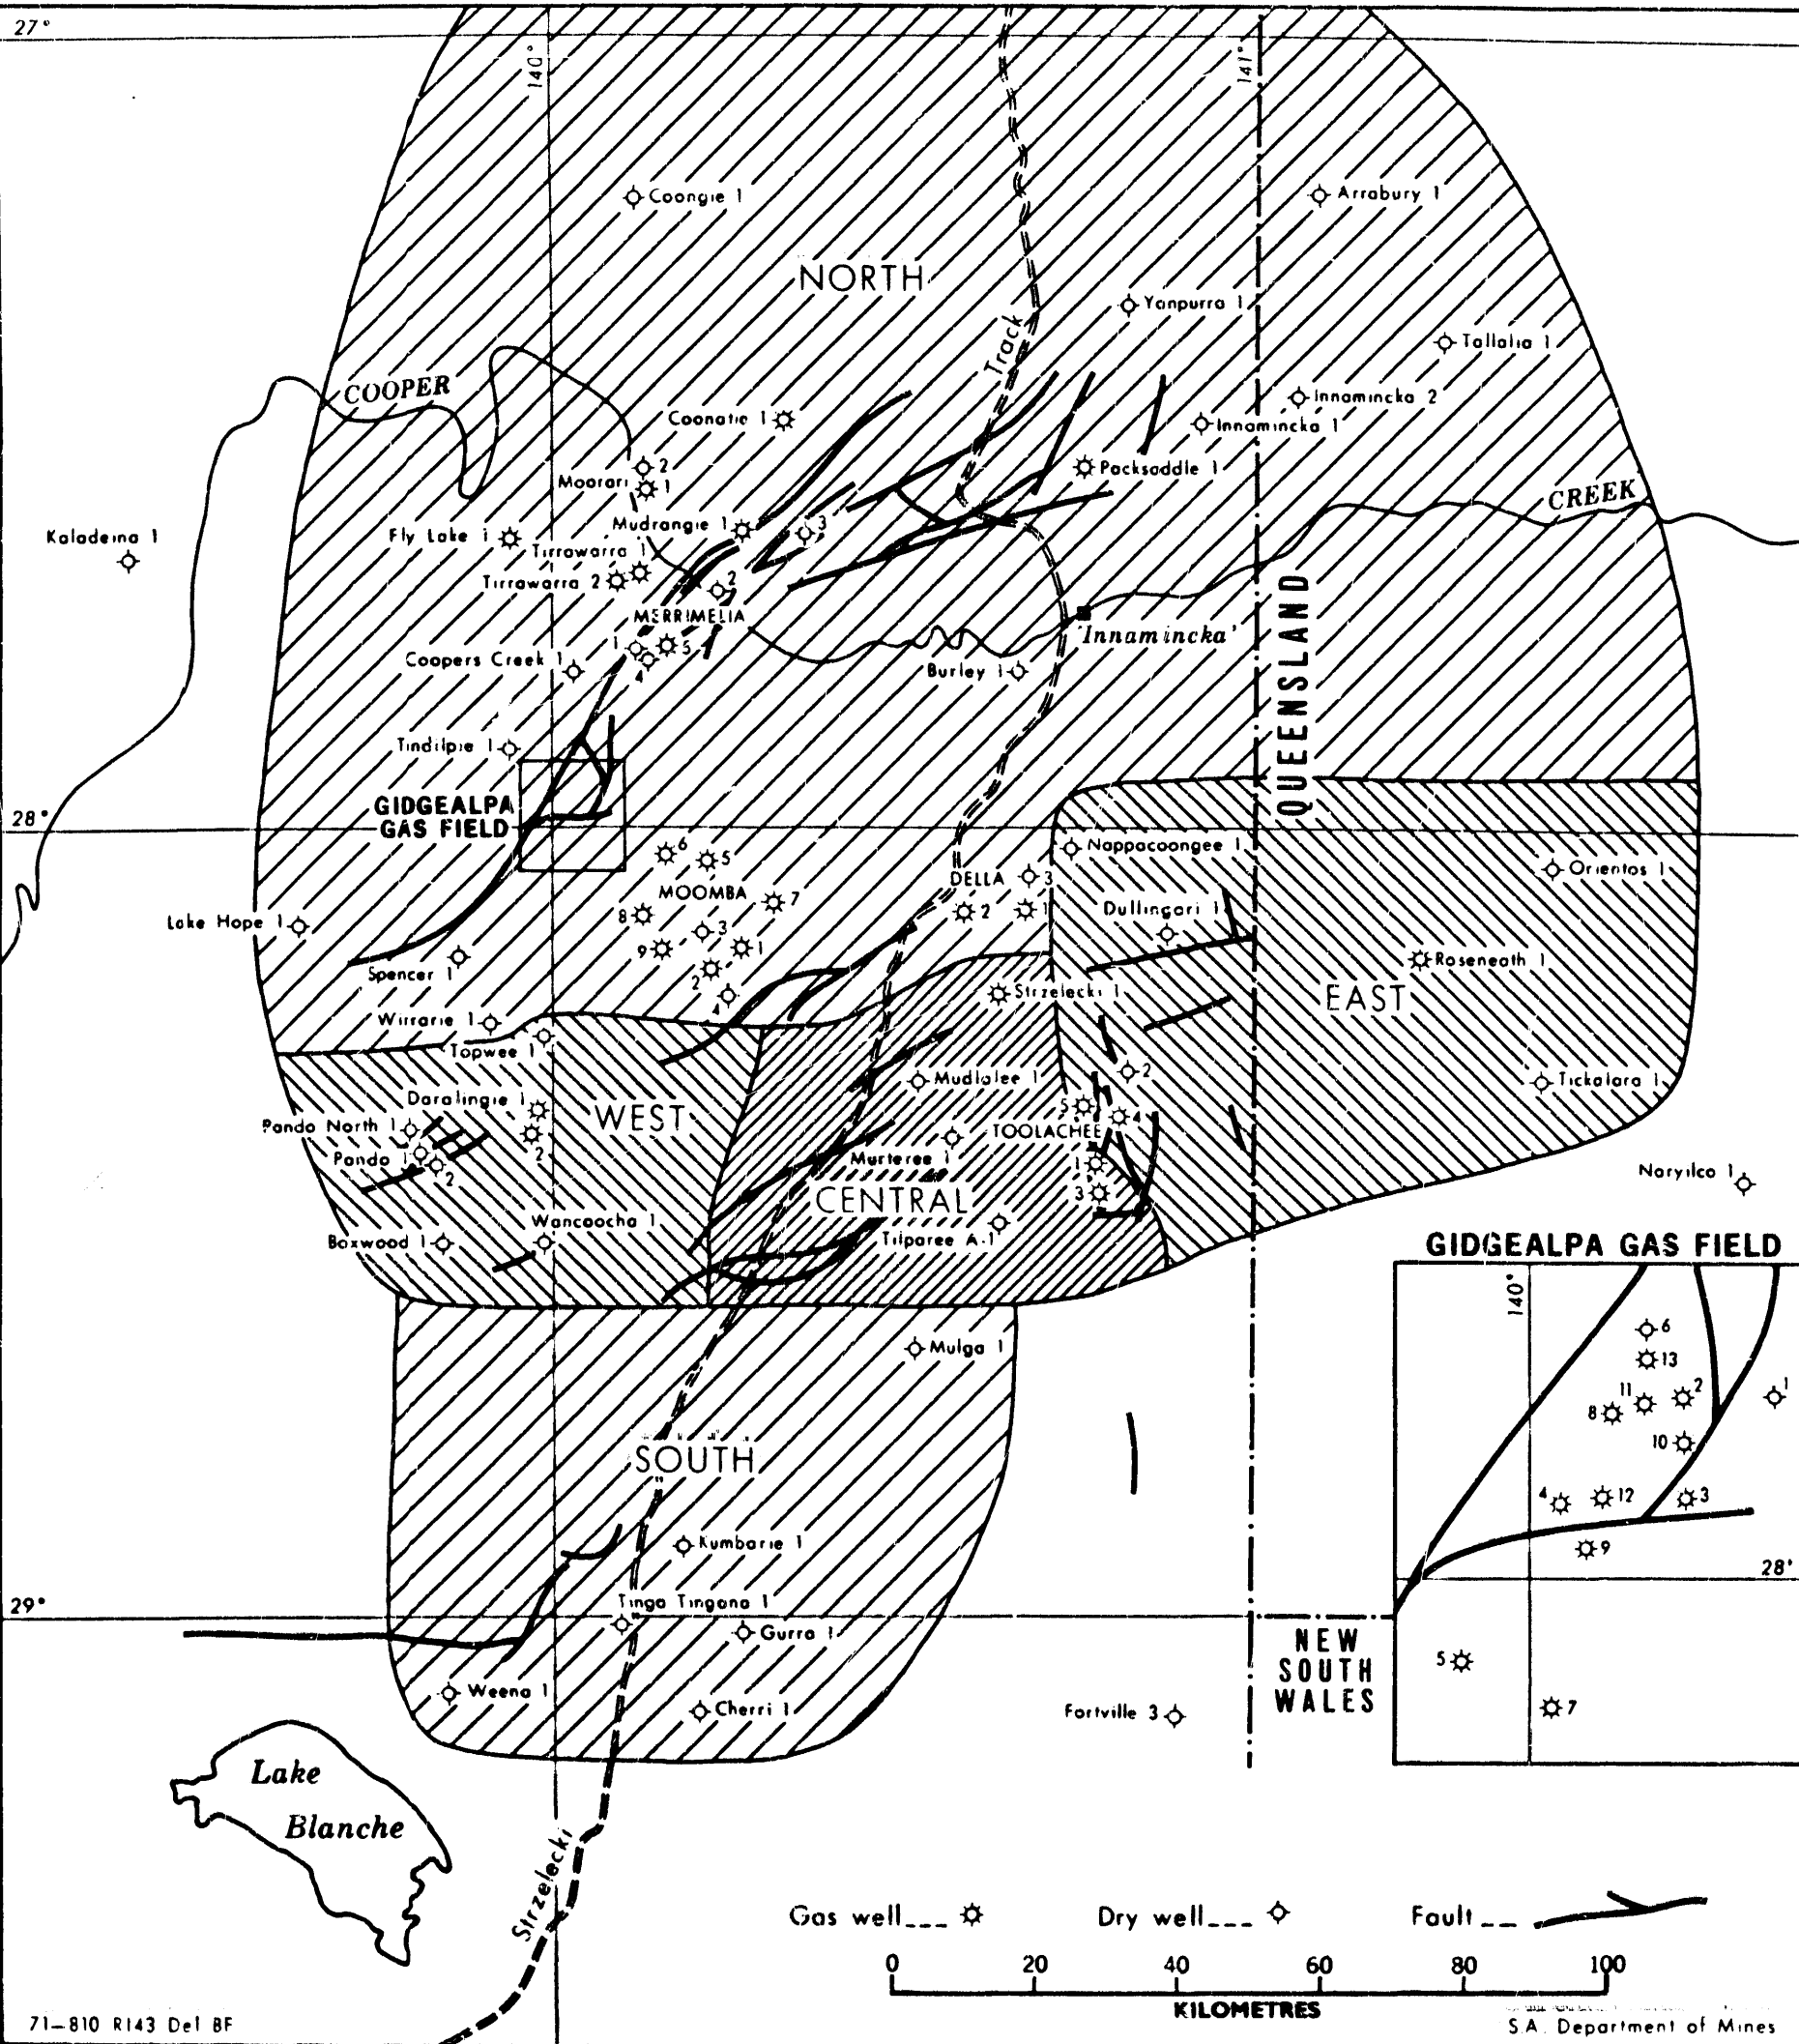 27°
140°
141°
Coongie 1
Arrabury 1
NORTH
Yanpurra 1
Track
Tallalia 1
COOPER
Innamincka 2
Coonatie 1
Innamincka 1
2
Moorari 1
Packsaddle 1
CREEK
Kaladeina 1
Fly Lake 1
Mudrangie 1
3
Tirrawarra 1
Tirrawarra 2
2
MERRIMELIA
'Innamincka'
QUEENSLAND
1
5
4
Coopers Creek 1
Burley 1
Tindilpie 1
GIDGEALPA
GAS FIELD
28°
6
5
Nappacoongee 1
MOOMBA
DELLA
3
Orientos 1
7
8
2
1
Dullingari 1
Lake Hope 1
3
9
1
Spencer 1
2
4
Roseneath 1
Strzelecki 1
EAST
Wirrarie 1
Topwee 1
2
Mudlalee 1
Tickalara 1
Daralingie 1
WEST
5
4
Pando North 1
2
TOOLACHEE
Pando 1
2
Murteree 1
1
3
Naryilco 1
CENTRAL
Wancoocha 1
Boxwood 1
Tilparee A-1
GIDGEALPA GAS FIELD
140°
6
13
11
2
1
8
10
4
12
3
9
28'
5
7
Mulga 1
SOUTH
Kumbarie 1
29°
Tinga Tingana 1
Gurra 1
NEW
SOUTH
WALES
Weena 1
Cherri 1
Fortville 3
Lake
Blanche
Strzelecki
Gas well___
Dry well___
Fault__
0 20 40 60 80 100
KILOMETRES
71-810 R143 Del BF
S.A. Department of Mines